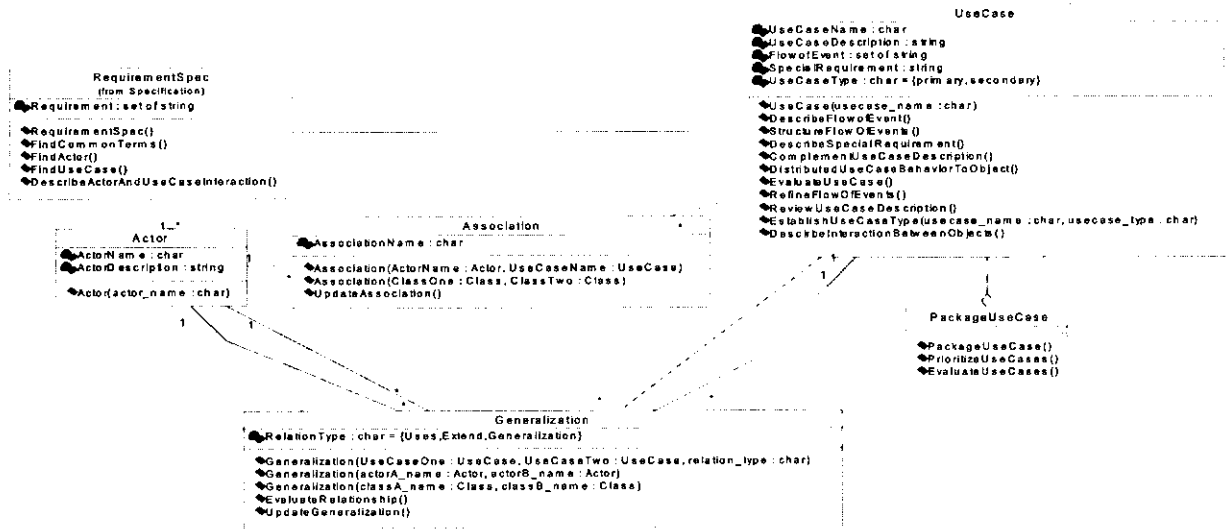 UseCase
UseCaseName : char
UseCaseDescription : string
FlowofEvent : set of string
SpecialRequirement : string
UseCaseType : char = {primary,secondary}
UseCase(usecase_name : char)
DescribeFlowofEvent()
StructureFlowOfEvents()
DescribeSpecialRequirement()
ComplementUseCaseDescription()
DistributedUseCaseBehaviorToObject()
EvaluateUseCase()
RefineFlowOfEvents()
ReviewUseCaseDescription()
EstablishUseCaseType(usecase_name : char, usecase_type : char)
DescirbeInteractionBetweenObjects()
RequirementSpec
(from Specification)
Requirement : set of string
RequirementSpec()
FindCommonTerms()
FindActor()
FindUseCase()
DescribeActorAndUseCaseInteraction()
1..*
Actor
ActorName : char
ActorDescription : string
Actor(actor_name : char)
1
*
Association
*
AssociationName : char
Association(ActorName : Actor, UseCaseName : UseCase)
Association(ClassOne : Class, ClassTwo : Class)
UpdateAssociation()
1
1
1
1
PackageUseCase
PackageUseCase()
PrioritizeUseCases()
EvaluateUseCases()
*
*
*
*
Generalization
RelationType : char = {Uses,Extend,Generalization}
Generalization(UseCaseOne : UseCase, UseCaseTwo : UseCase, relation_type : char)
Generalization(actorA_name : Actor, actorB_name : Actor)
Generalization(classA_name : Class, classB_name : Class)
EvaluateRelationship()
UpdateGeneralization()